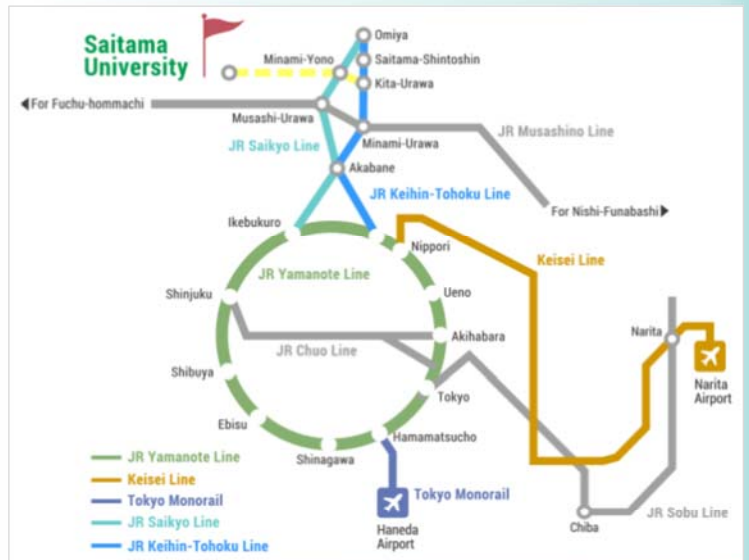 Saitama
University
Omiya
Minami-Yono
Saitama-Shintoshin
Kita-Urawa
For Fuchu-hommachi
Musashi-Urawa
JR Musashino Line
Minami-Urawa
JR Saikyo Line
Akabane
JR Keihin-Tohoku Line
For Nishi-Funabashi
Ikebukuro
Nippori
Keisei Line
JR Yamanote Line
Shinjuku
Ueno
Akihabara
JR Chuo Line
Narita
Shibuya
Tokyo
Narita
Airport
Ebisu
Hamamatsucho
Shinagawa
JR Yamanote Line
Keisei Line
Tokyo Monorail
JR Saikyo Line
JR Keihin-Tohoku Line
Tokyo Monorail
Haneda
Airport
Chiba
JR Sobu Line